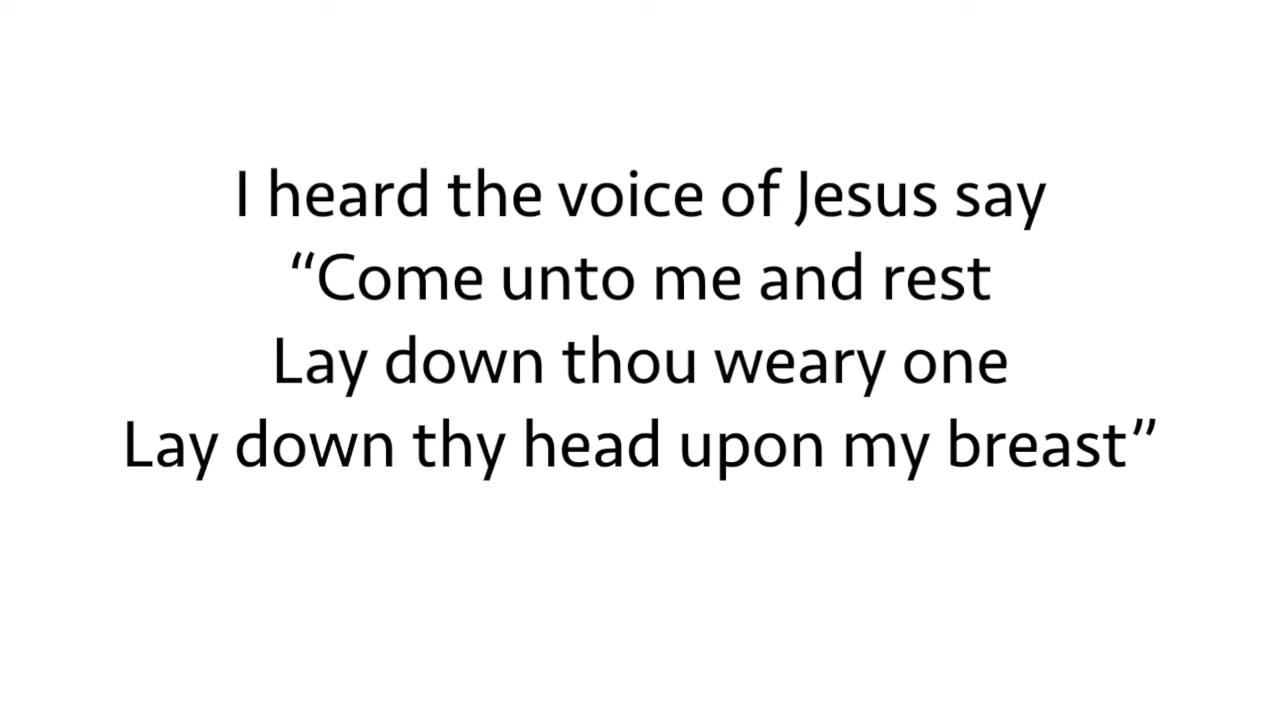 I heard the voice of Jesus say
“Come unto me and rest
Lay down thou weary one
Lay down thy head upon my breast”